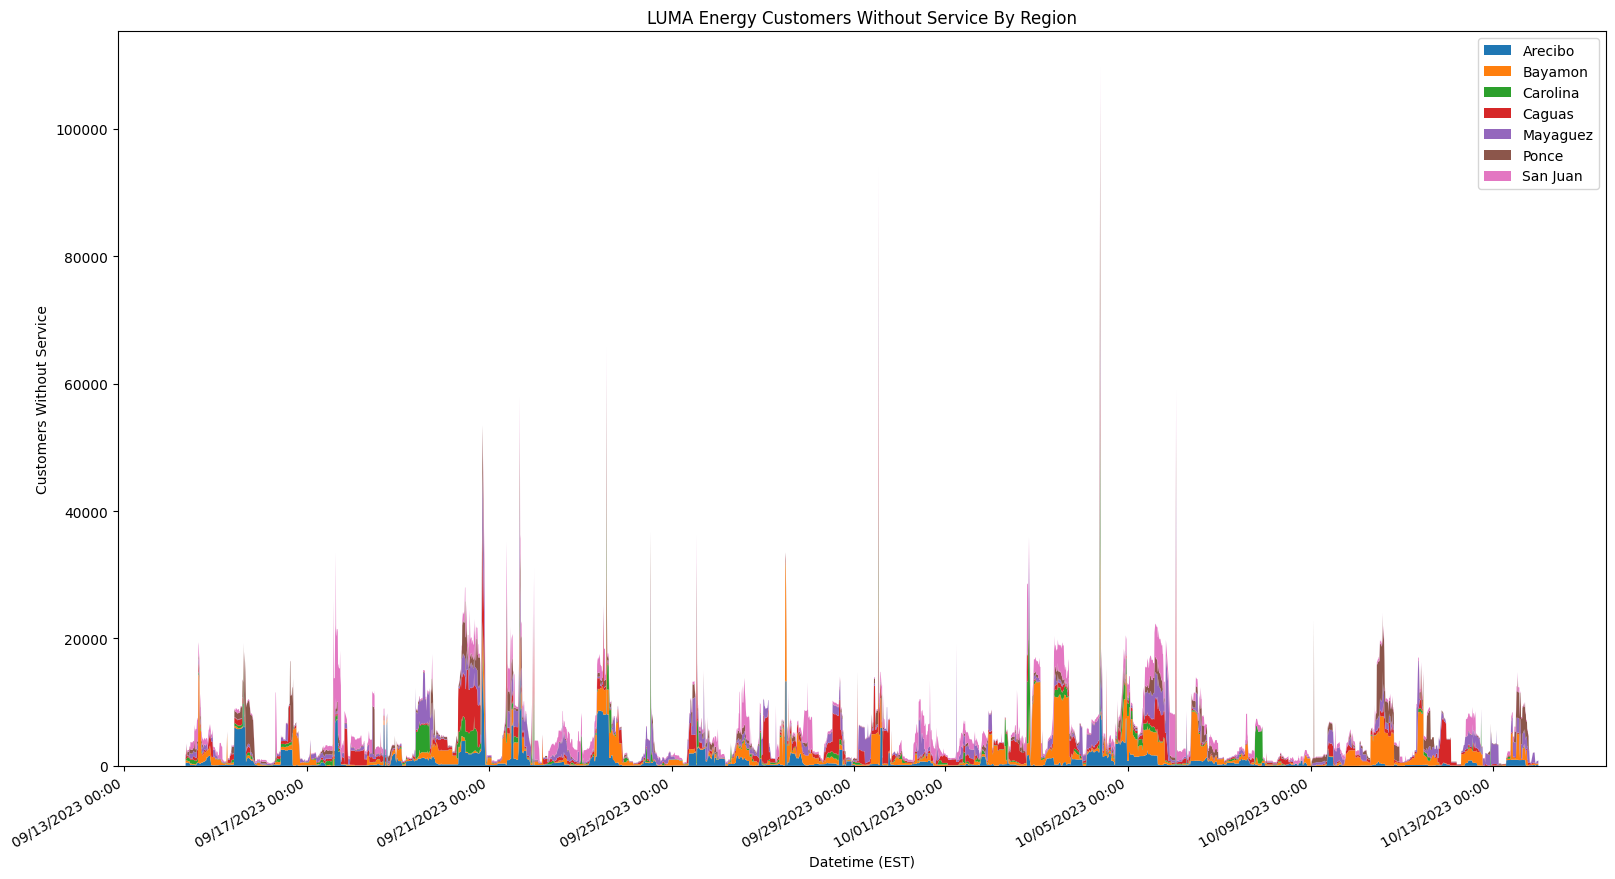 LUMA Energy Customers Without Service By Region
Arecibo
Bayamon
Carolina
Caguas
Mayaguez
Ponce
San Juan
100000
80000
60000
40000
20000
0
Customers Without Service
09/13/2023 00:00
09/17/2023 00:00
09/21/2023 00:00
09/25/2023 00:00
09/29/2023 00:00
10/01/2023 00:00
10/05/2023 00:00
10/09/2023 00:00
10/13/2023 00:00
Datetime (EST)